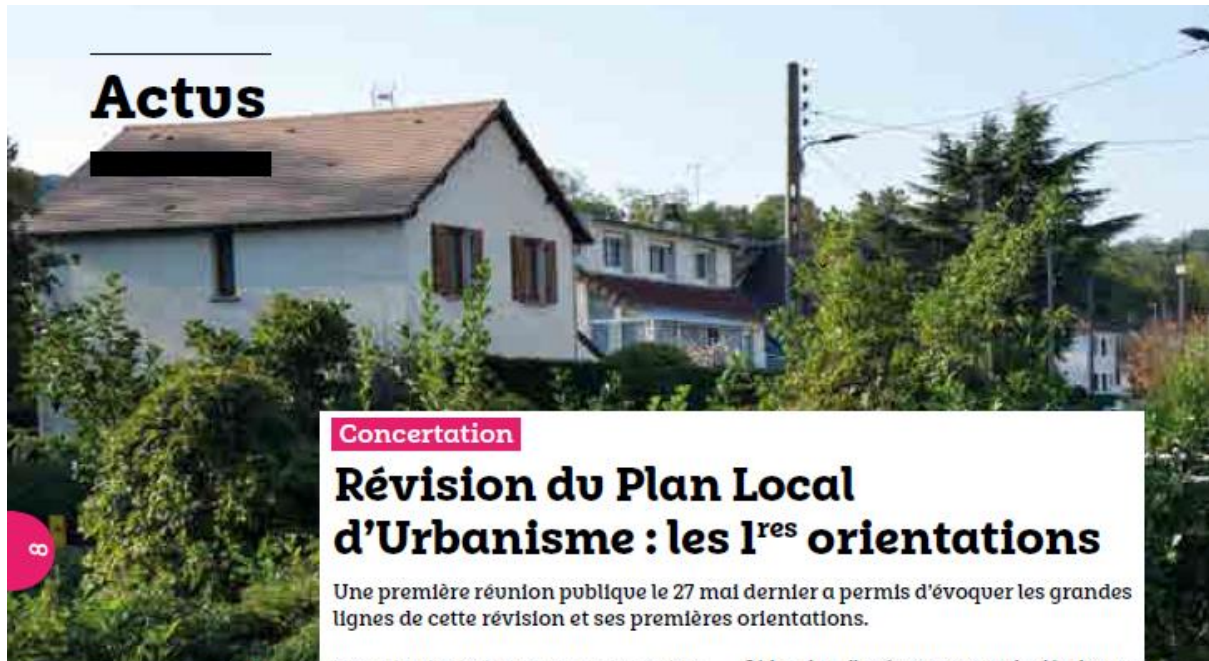 Actus
Concertation
Révision du Plan Local
d'Urbanisme : les 1res orientations
8
Une première réunion publique le 27 mai dernier a permis d'évoquer les grandes
lignes de cette révision et ses premières orientations.